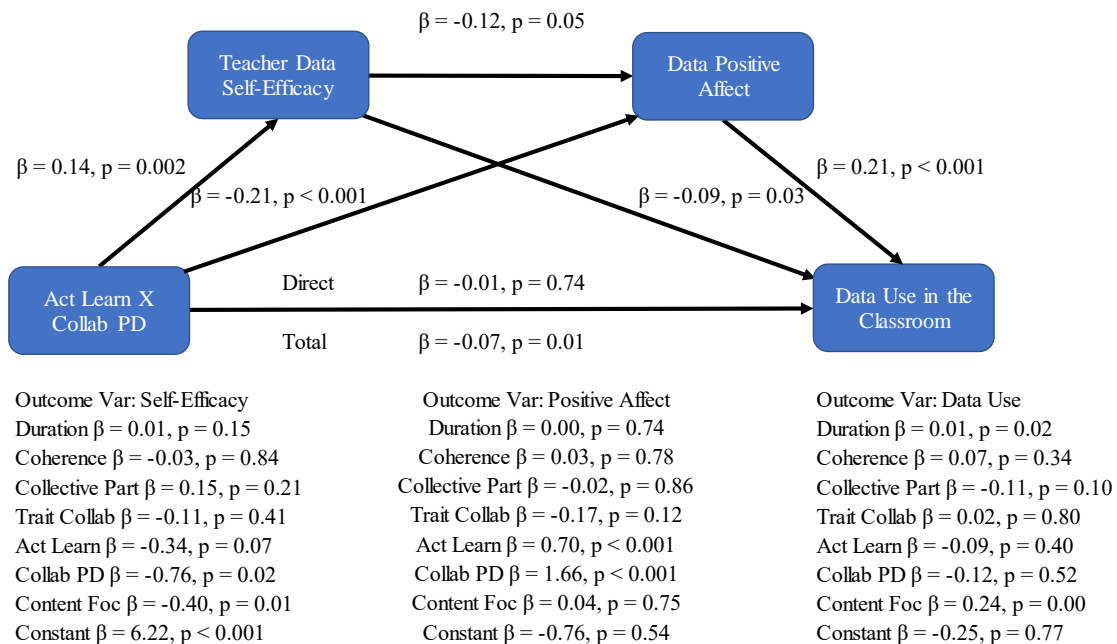 β = -0.12, p = 0.05
Teacher Data
Self-Efficacy
Data Positive
Affect
β = 0.14, p = 0.002
β = -0.21, p < 0.001
β = -0.09, p = 0.03
β = 0.21, p < 0.001
Act Learn X
Collab PD
Direct
β = -0.01, p = 0.74
Data Use in the
Classroom
Total
β = -0.07, p = 0.01
Outcome Var: Self-Efficacy
Duration β = 0.01, p = 0.15
Coherence β = -0.03, p = 0.84
Collective Part β = 0.15, p = 0.21
Trait Collab β = -0.11, p = 0.41
Act Learn β = -0.34, p = 0.07
Collab PD β = -0.76, p = 0.02
Content Foc β = -0.40, p = 0.01
Constant β = 6.22, p < 0.001
Outcome Var: Positive Affect
Duration β = 0.00, p = 0.74
Coherence β = 0.03, p = 0.78
Collective Part β = -0.02, p = 0.86
Trait Collab β = -0.17, p = 0.12
Act Learn β = 0.70, p < 0.001
Collab PD β = 1.66, p < 0.001
Content Foc β = 0.04, p = 0.75
Constant β = -0.76, p = 0.54
Outcome Var: Data Use
Duration β = 0.01, p = 0.02
Coherence β = 0.07, p = 0.34
Collective Part β = -0.11, p = 0.10
Trait Collab β = 0.02, p = 0.80
Act Learn β = -0.09, p = 0.40
Collab PD β = -0.12, p = 0.52
Content Foc β = 0.24, p = 0.00
Constant β = -0.25, p = 0.77